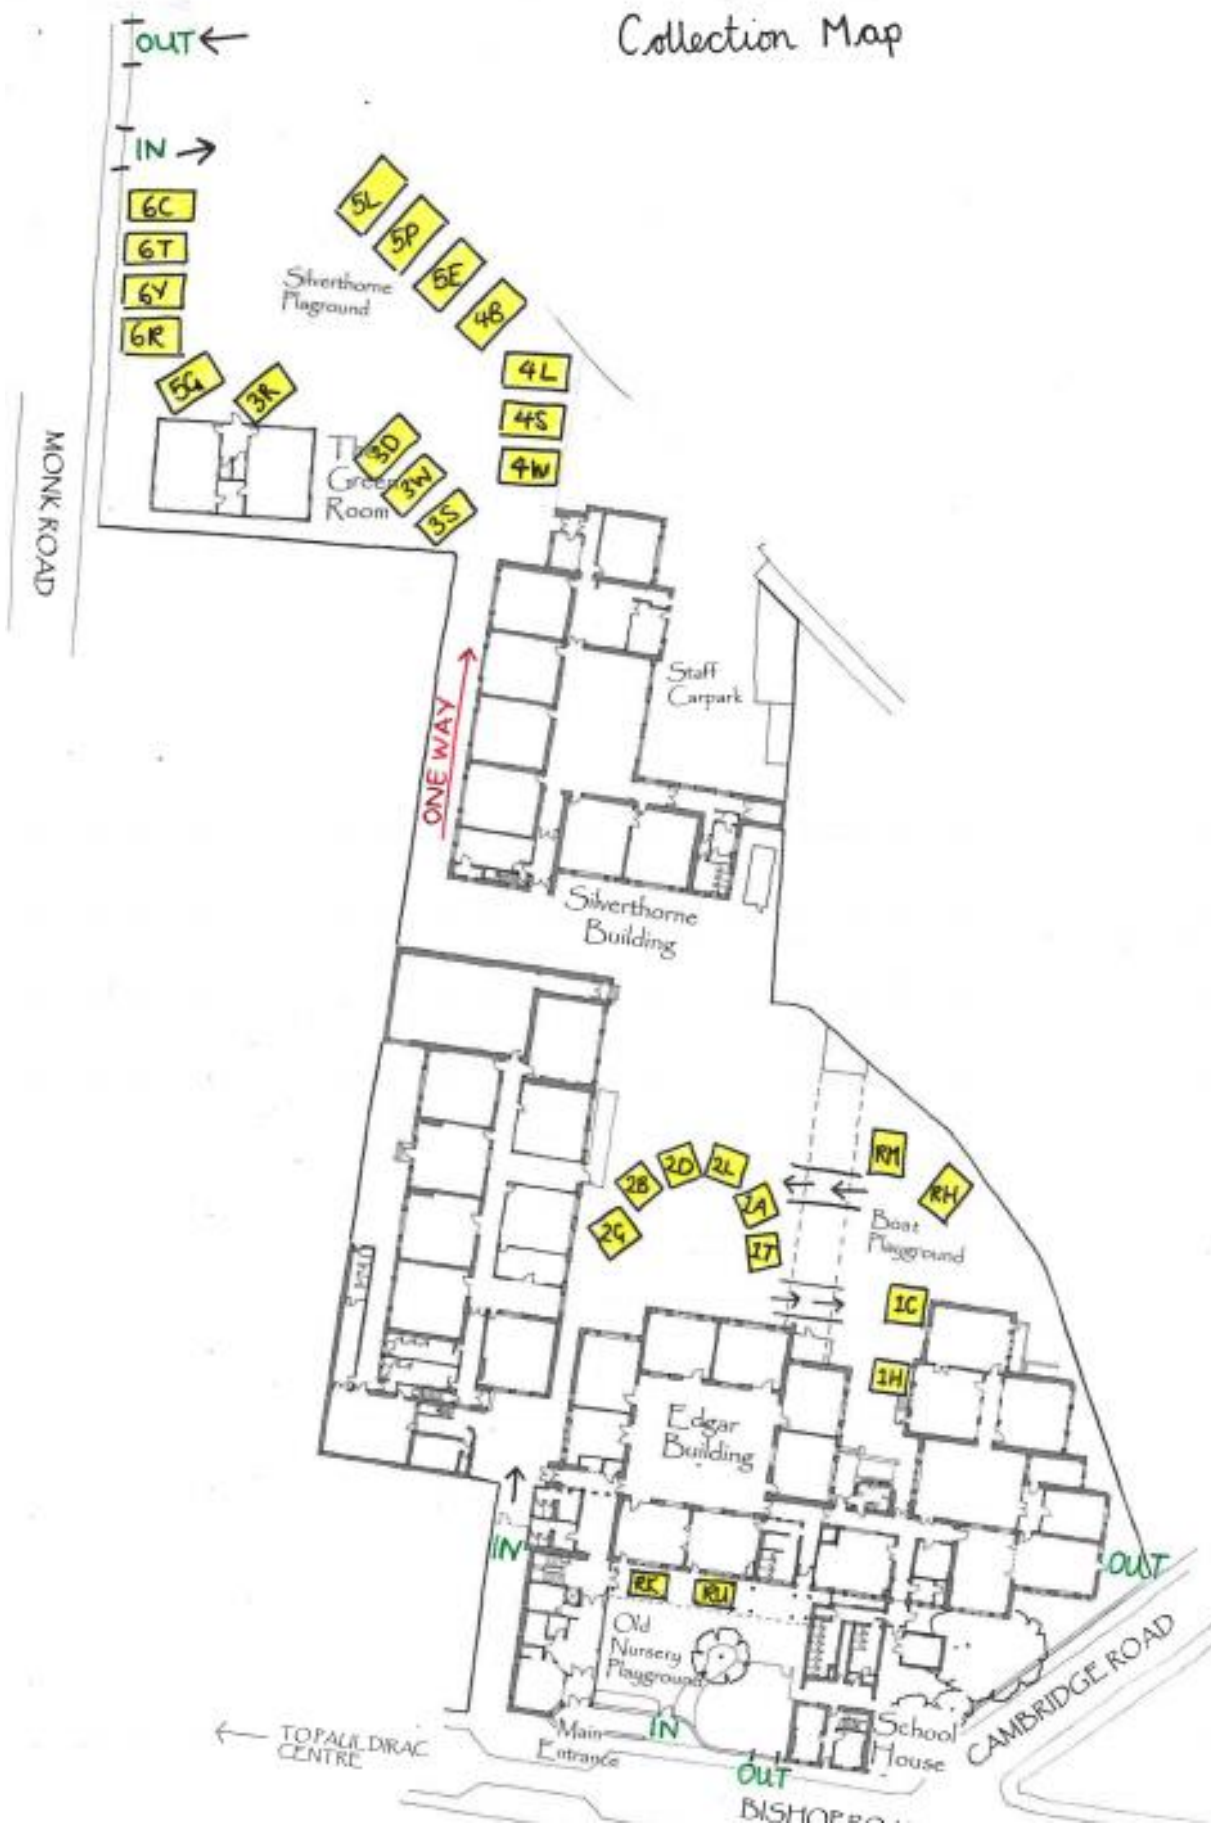 Collection Map
OUT ←
IN →
6C
6T
6Y
6R
5G
3R
5L
5P
5E
4B
Silverthorne
Plaground
4L
4S
4W
3D
3W
3S
The
Green
Room
MONK ROAD
ONE WAY
Staff
Carpark
Silverthorne
Building
RM
RH
2G
2B
2D
2L
1T
Boat
Playground
1C
1H
Edgar
Building
IN
OUT
RK
RU
Old
Nursery
Playground
CAMBRIDGE ROAD
IN
OUT
Main
Entrance
School
House
← TO PAUL DIRAC
CENTRE